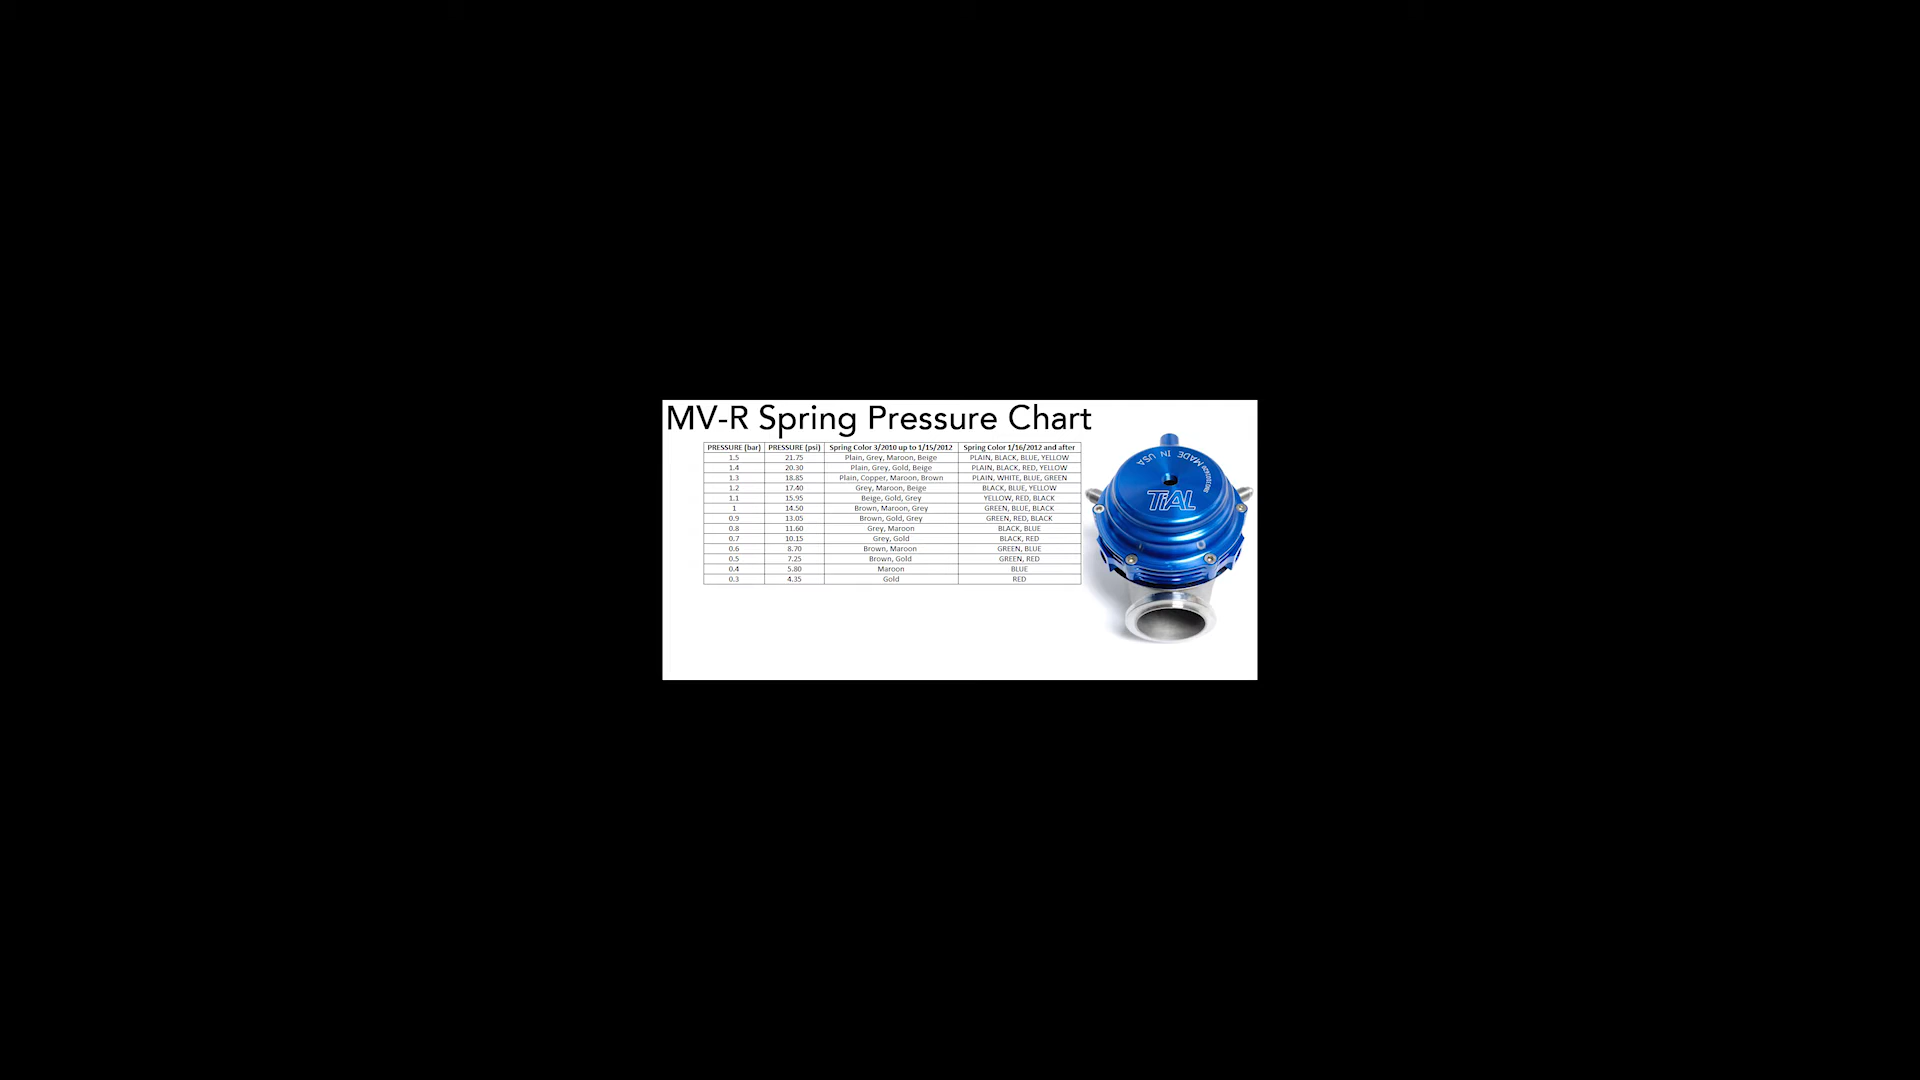 MV-R Spring Pressure Chart
PRESSURE (bar) PRESSURE (psi) Spring Color 3/2010 up to 1/15/2012 Spring Color 1/16/2012 and after
1.5 21.75 Plain, Grey, Maroon, Beige PLAIN, BLACK, BLUE, YELLOW
1.4 20.30 Plain, Grey, Gold, Beige PLAIN, BLACK, RED, YELLOW
1.3 18.85 Plain, Copper, Maroon, Brown PLAIN, WHITE, BLUE, GREEN
1.2 17.40 Grey, Maroon, Beige BLACK, BLUE, YELLOW
1.1 15.95 Beige, Gold, Grey YELLOW, RED, BLACK
1 14.50 Brown, Maroon, Grey GREEN, BLUE, BLACK
0.9 13.05 Brown, Gold, Grey GREEN, RED, BLACK
0.8 11.60 Grey, Maroon BLACK, BLUE
0.7 10.15 Grey, Gold BLACK, RED
0.6 8.70 Brown, Maroon GREEN, BLUE
0.5 7.25 Brown, Gold GREEN, RED
0.4 5.80 Maroon BLUE
0.3 4.35 Gold RED
MADE IN USA
TiAL